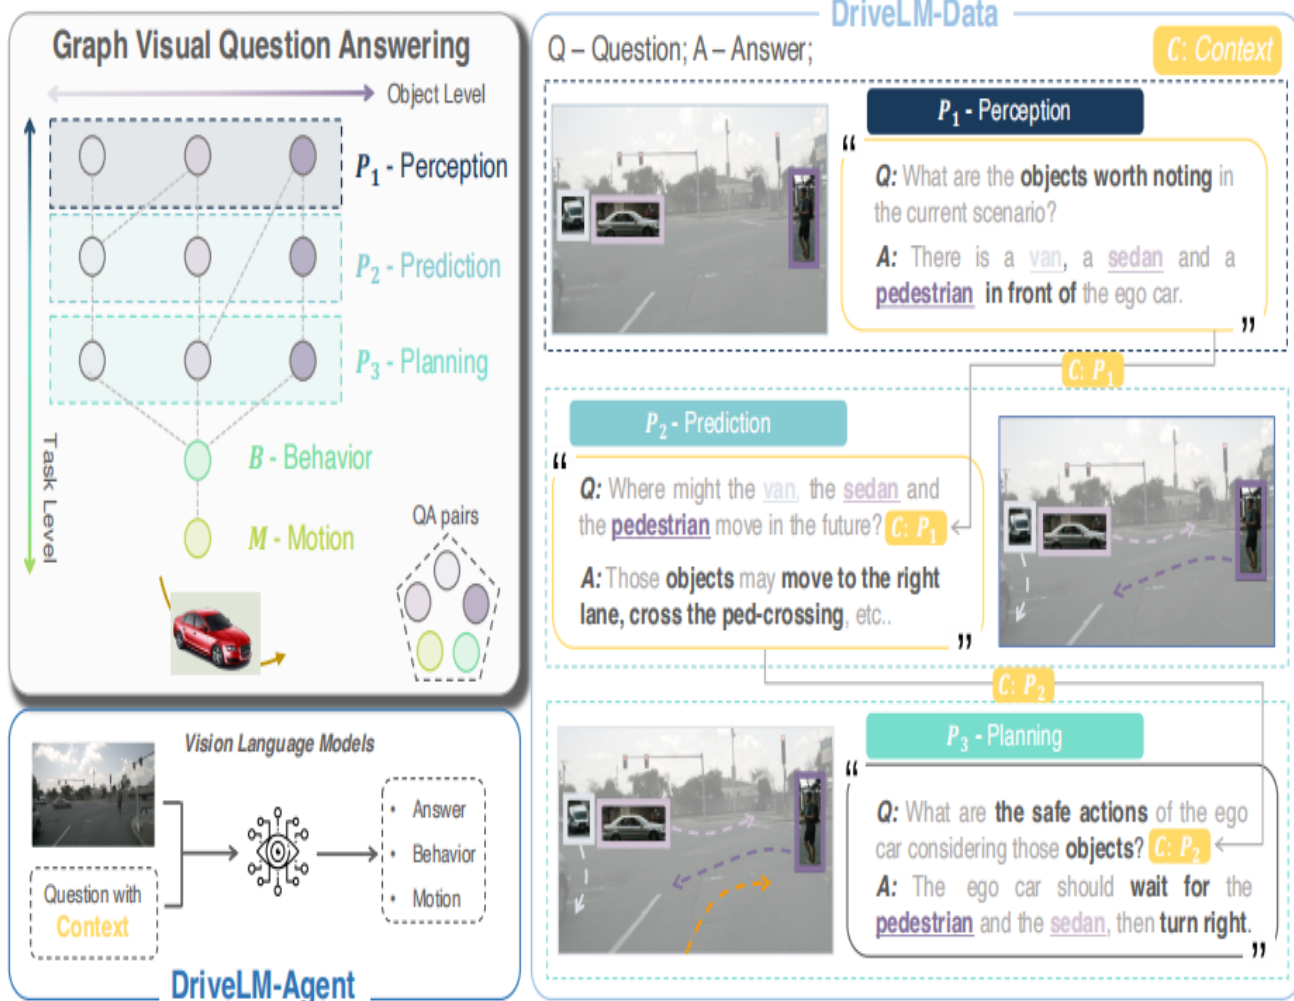 Graph Visual Question Answering
Object Level
P1 - Perception
P2 - Prediction
P3 - Planning
B - Behavior
M - Motion
Task Level
QA pairs
Vision Language Models
Question with
Context
• Answer
• Behavior
• Motion
DriveLM-Agent
DriveLM-Data
Q – Question; A – Answer;
C: Context
P1 - Perception
“
Q: What are the objects worth noting in
the current scenario?
A: There is a van, a sedan and a
pedestrian in front of the ego car.
”
C: P1
P2 - Prediction
“
Q: Where might the van, the sedan and
the pedestrian move in the future? C: P1
A: Those objects may move to the right
lane, cross the ped-crossing, etc..
”
C: P2
P3 - Planning
“
Q: What are the safe actions of the ego
car considering those objects? C: P2
A: The ego car should wait for the
pedestrian and the sedan, then turn right.
”